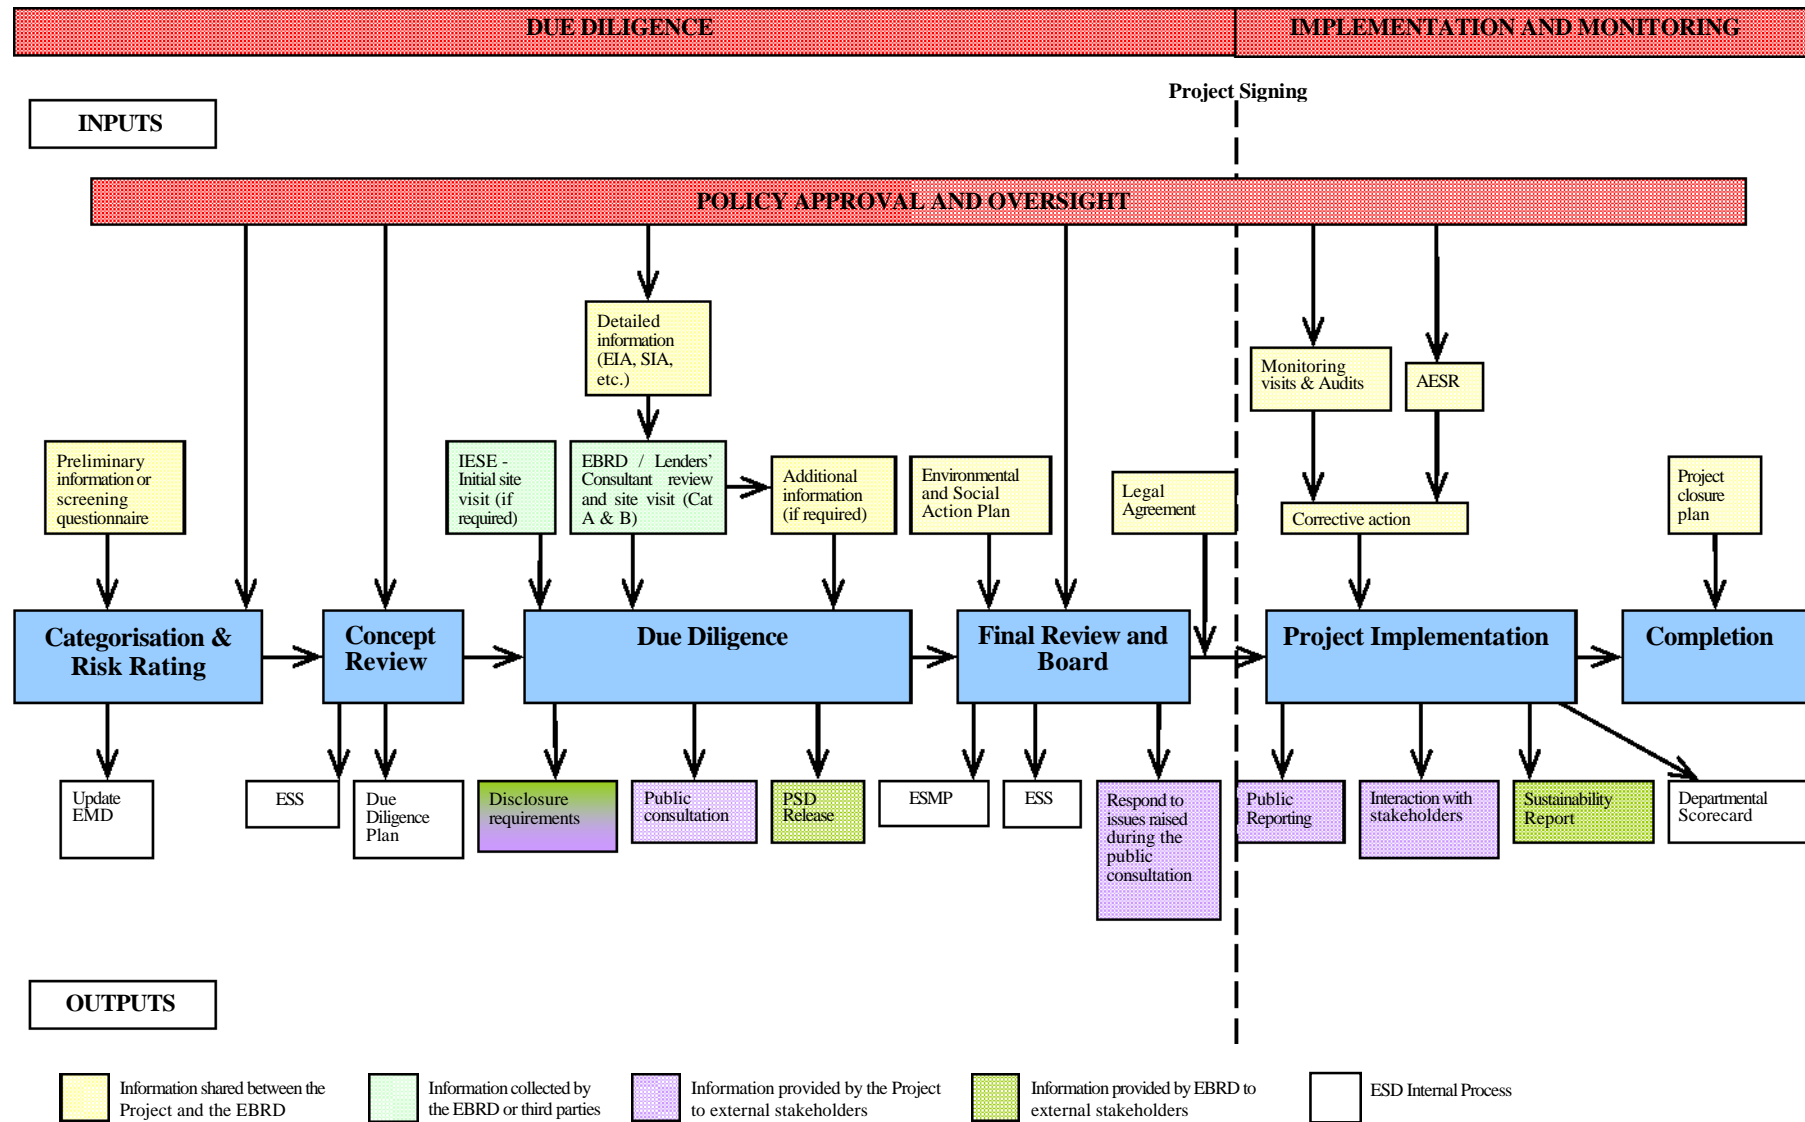 DUE DILIGENCE
IMPLEMENTATION AND MONITORING
Project Signing
INPUTS
POLICY APPROVAL AND OVERSIGHT
Detailed
information
(EIA, SIA,
etc.)
Monitoring
visits & Audits
AESR
Preliminary
information or
screening
questionnaire
IESE -
Initial site
visit (if
required)
EBRD / Lenders’
Consultant review
and site visit (Cat
A & B)
Additional
information
(if required)
Environmental
and Social
Action Plan
Legal
Agreement
Corrective action
Project
closure
plan
Categorisation &
Risk Rating
Concept
Review
Due Diligence
Final Review and
Board
Project Implementation
Completion
Update
EMD
ESS
Due
Diligence
Plan
Disclosure
requirements
Public
consultation
PSD
Release
ESMP
ESS
Respond to
issues raised
during the
public
consultation
Public
Reporting
Interaction with
stakeholders
Sustainability
Report
Departmental
Scorecard
OUTPUTS
Information shared between the
Project and the EBRD
Information collected by
the EBRD or third parties
Information provided by the Project
to external stakeholders
Information provided by EBRD to
external stakeholders
ESD Internal Process